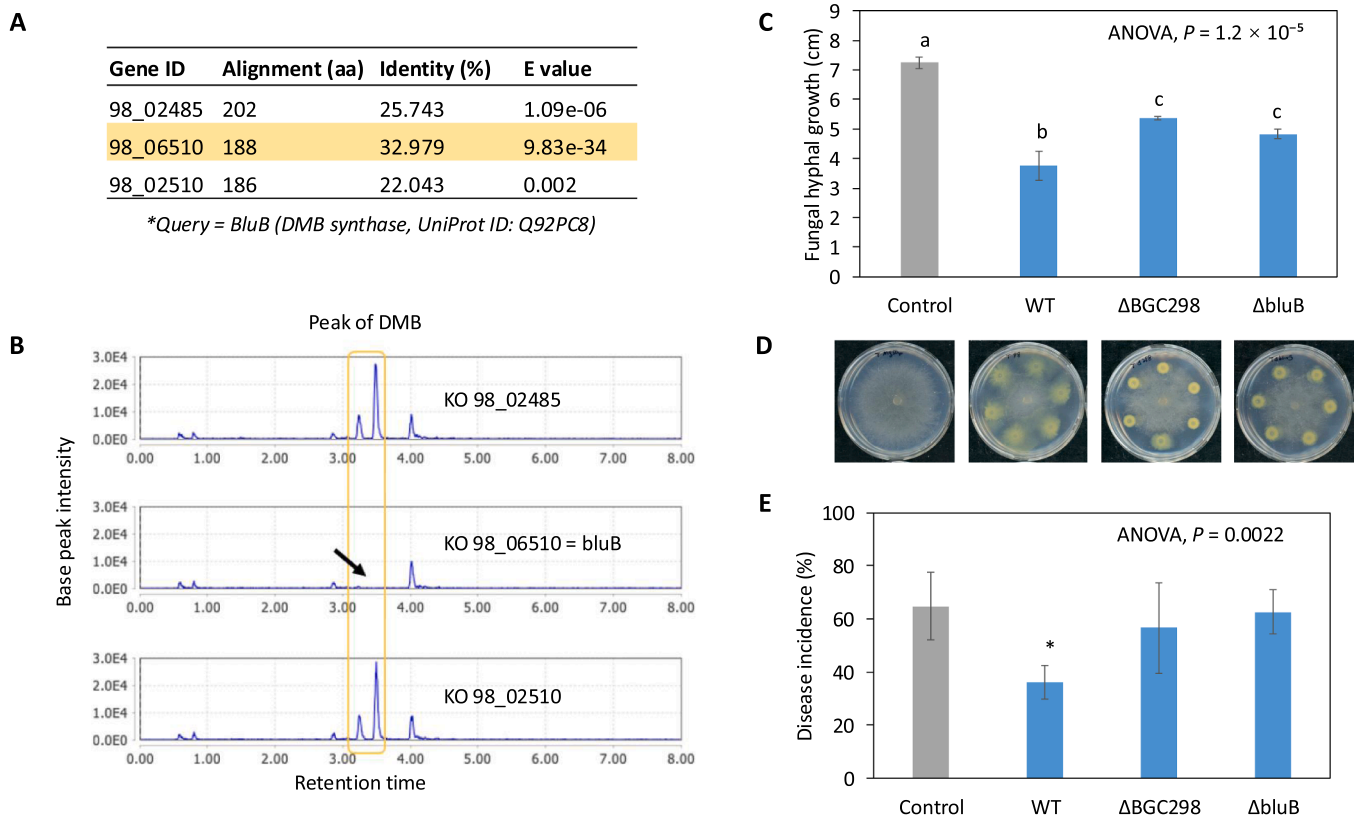 A
Gene ID Alignment (aa) Identity (%) E value
98_02485 202 25.743 1.09e-06
98_06510 188 32.979 9.83e-34
98_02510 186 22.043 0.002
*Query = BluB (DMB synthase, UniProt ID: Q92PC8)
B
Peak of DMB
Base peak intensity
3.0E4
2.0E4
1.0E4
0.0E0
KO 98_02485
0.00 1.00 2.00 3.00 4.00 5.00 6.00 7.00 8.00
3.0E4
2.0E4
1.0E4
0.0E0
KO 98_06510 = bluB
0.00 1.00 2.00 3.00 4.00 5.00 6.00 7.00 8.00
3.0E4
2.0E4
1.0E4
0.0E0
KO 98_02510
0.00 1.00 2.00 3.00 4.00 5.00 6.00 7.00 8.00
Retention time
C
Fungal hyphal growth (cm)
9
8
7
6
5
4
3
2
1
0
ANOVA, P = 1.2 × 10⁻⁵
a
b
c
c
Control WT ΔBGC298 ΔbluB
D
E
Disease incidence (%)
100
80
60
40
20
0
ANOVA, P = 0.0022
*
Control WT ΔBGC298 ΔbluB